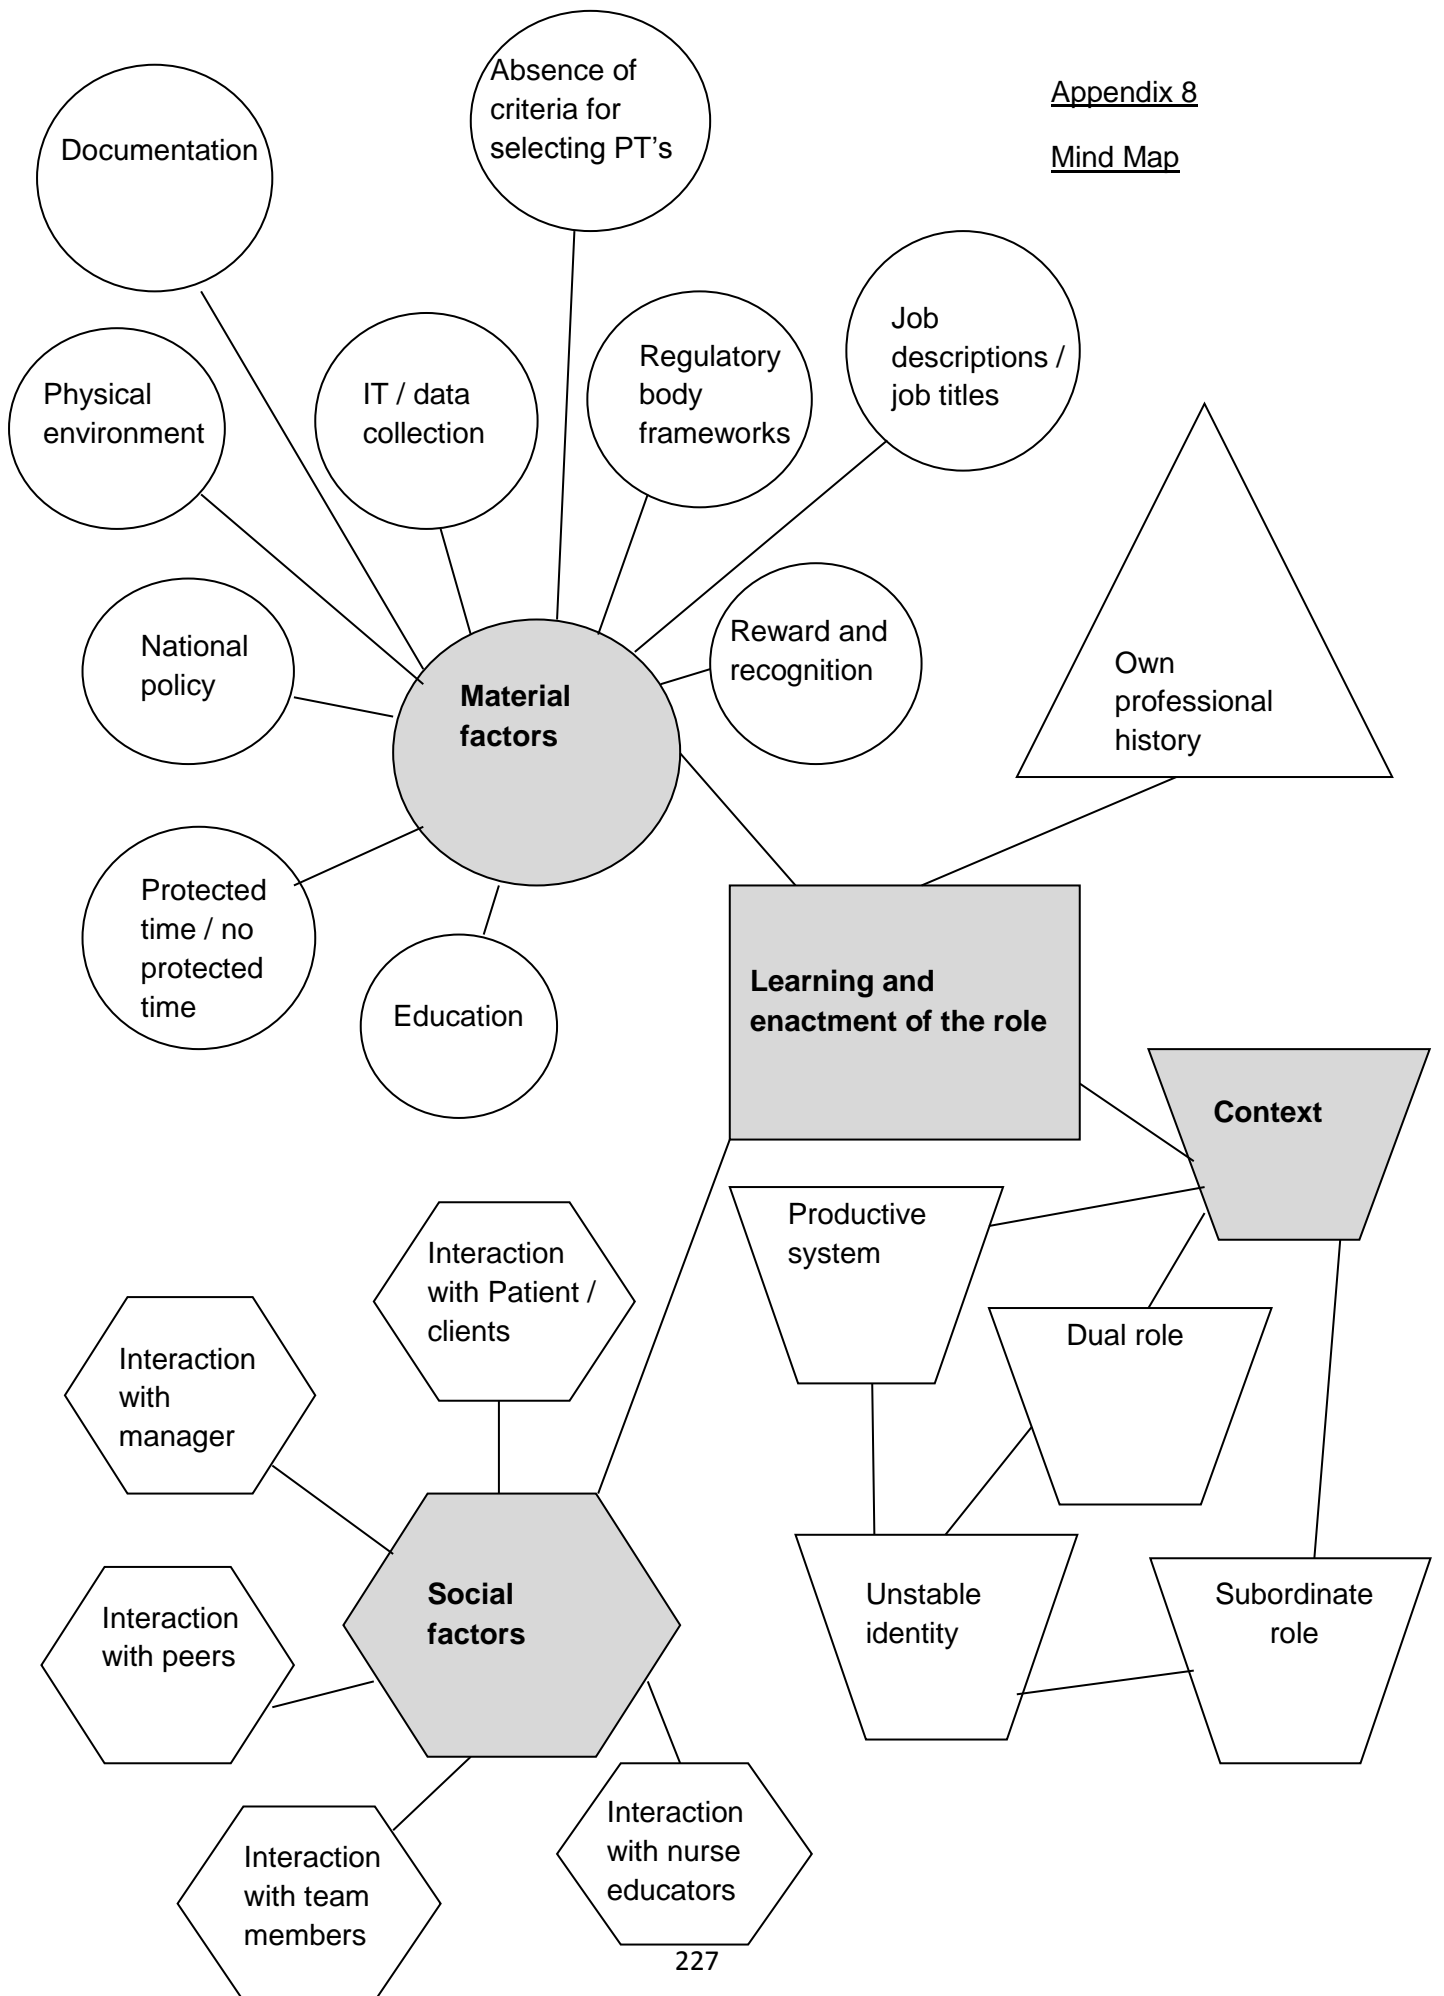 Appendix 8
Mind Map
Absence of
criteria for
selecting PT's
Documentation
Job
descriptions /
job titles
Regulatory
body
frameworks
IT / data
collection
Physical
environment
National
policy
Reward and
recognition
Material
factors
Own
professional
history
Protected
time / no
protected
time
Education
Learning and
enactment of the role
Context
Productive
system
Dual role
Interaction
with Patient /
clients
Interaction
with
manager
Social
factors
Interaction
with peers
Unstable
identity
Subordinate
role
Interaction
with team
members
Interaction
with nurse
educators
227